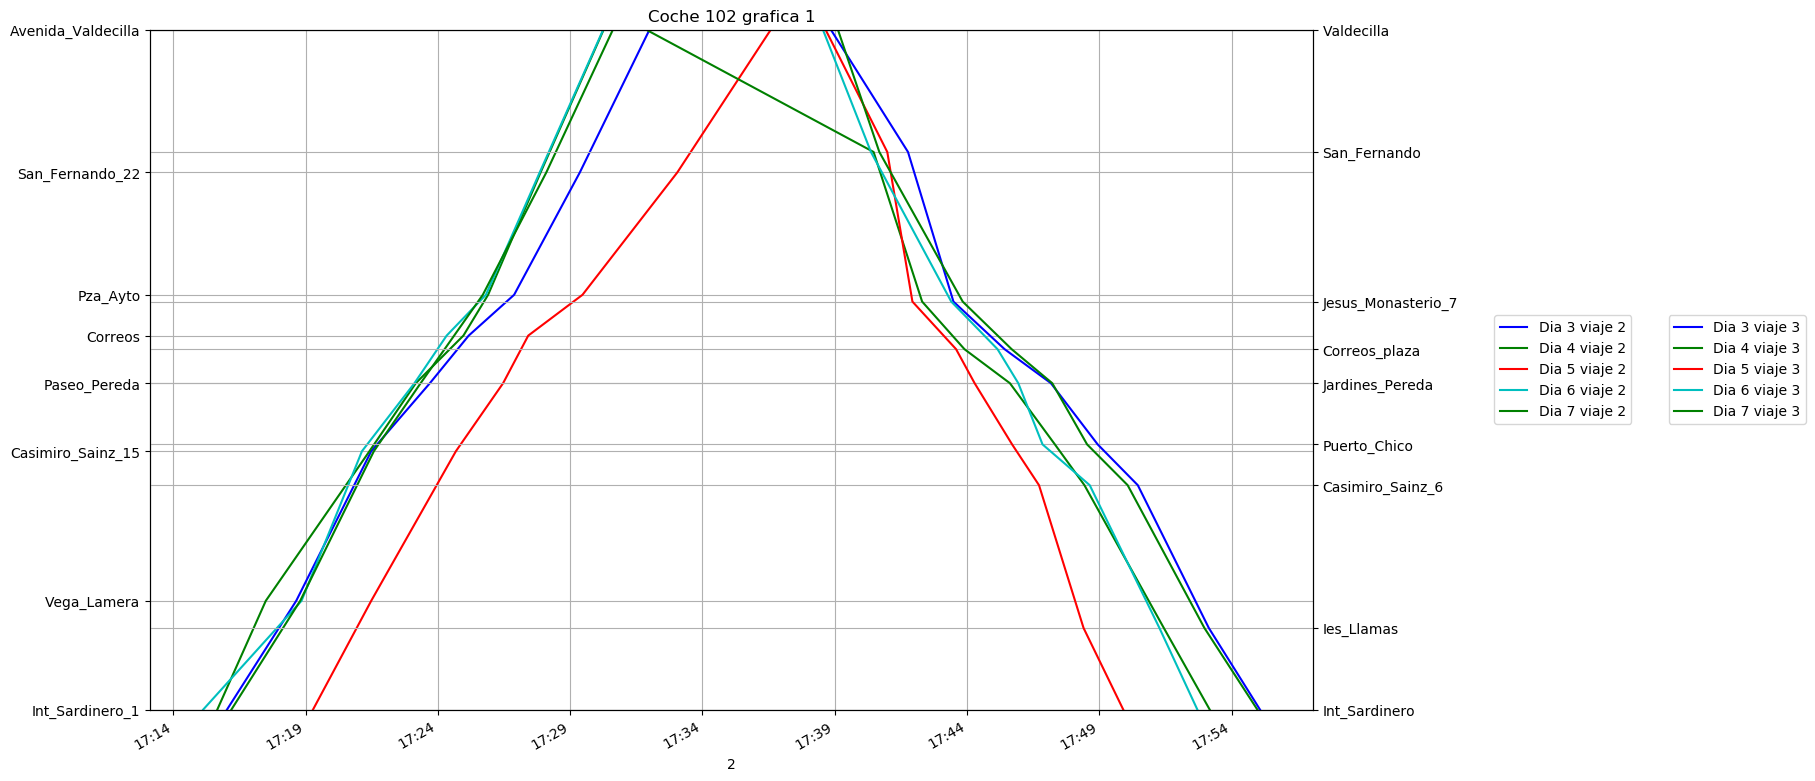 Coche 102 grafica 1
Avenida_Valdecilla
San_Fernando_22
Pza_Ayto
Correos
Paseo_Pereda
Casimiro_Sainz_15
Vega_Lamera
Int_Sardinero_1
Valdecilla
San_Fernando
Jesus_Monasterio_7
Correos_plaza
Jardines_Pereda
Puerto_Chico
Casimiro_Sainz_6
Ies_Llamas
Int_Sardinero
17:14
17:19
17:24
17:29
17:34
17:39
17:44
17:49
17:54
2
Dia 3 viaje 2
Dia 4 viaje 2
Dia 5 viaje 2
Dia 6 viaje 2
Dia 7 viaje 2
Dia 3 viaje 3
Dia 4 viaje 3
Dia 5 viaje 3
Dia 6 viaje 3
Dia 7 viaje 3